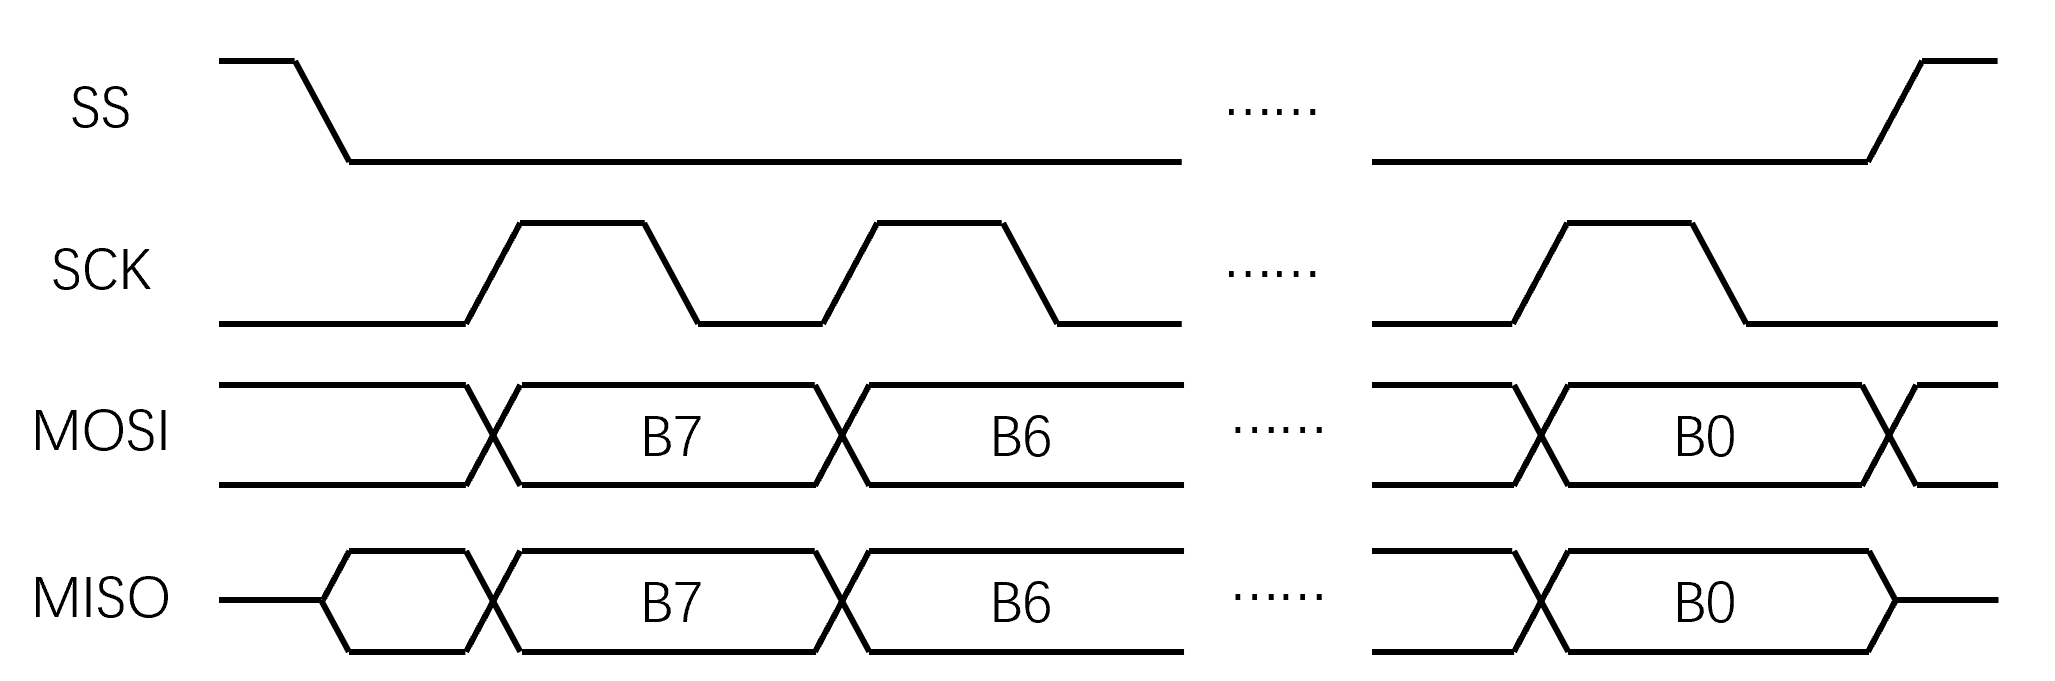 SS ……
SCK ……
MOSI B7 B6 …… B0
MISO B7 B6 …… B0